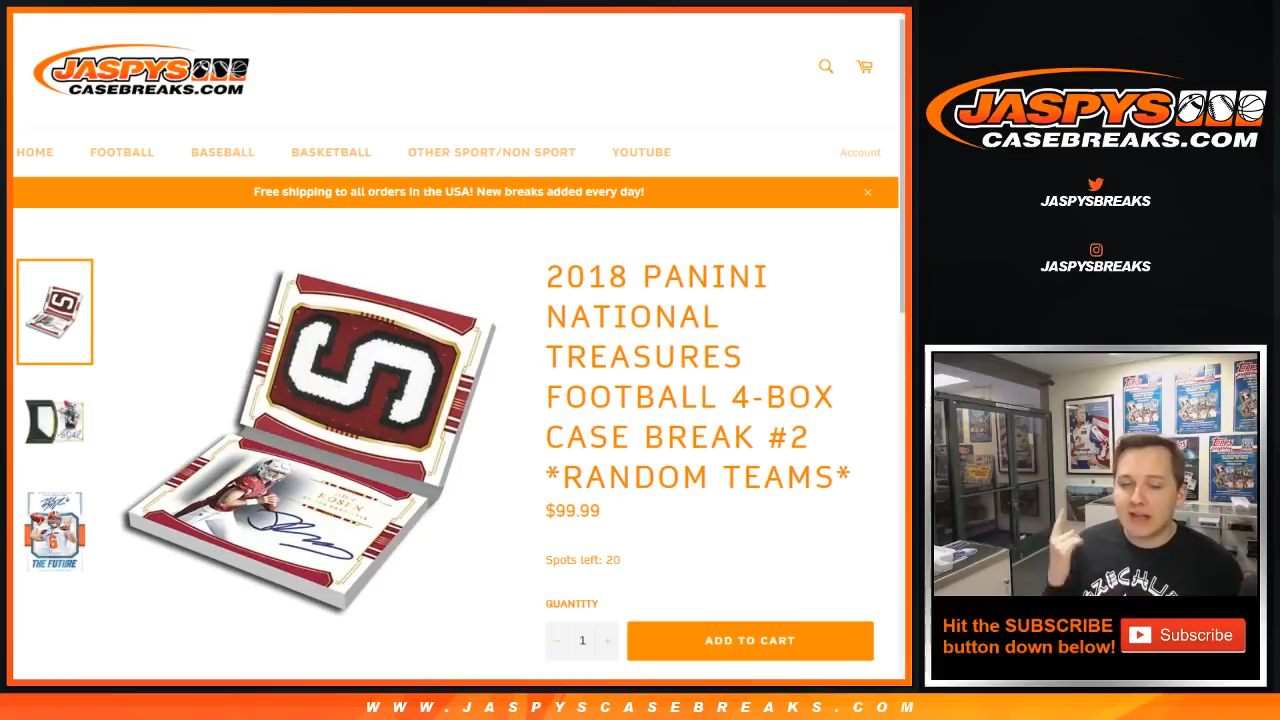 JASPYS
CASEBREAKS.COM
HOME FOOTBALL BASEBALL BASKETBALL OTHER SPORT/NON SPORT YOUTUBE Account
Free shipping to all orders in the USA! New breaks added every day! ×
2018 PANINI
NATIONAL
TREASURES
FOOTBALL 4-BOX
CASE BREAK #2
*RANDOM TEAMS*
$99.99
Spots left: 20
QUANTITY
− 1 + ADD TO CART
ROSEN
THE FUTURE
JASPYS
CASEBREAKS.COM
JASPYSBREAKS
JASPYSBREAKS
Hit the SUBSCRIBE
button down below!
Subscribe
WWW.JASPYSCASEBREAKS.COM